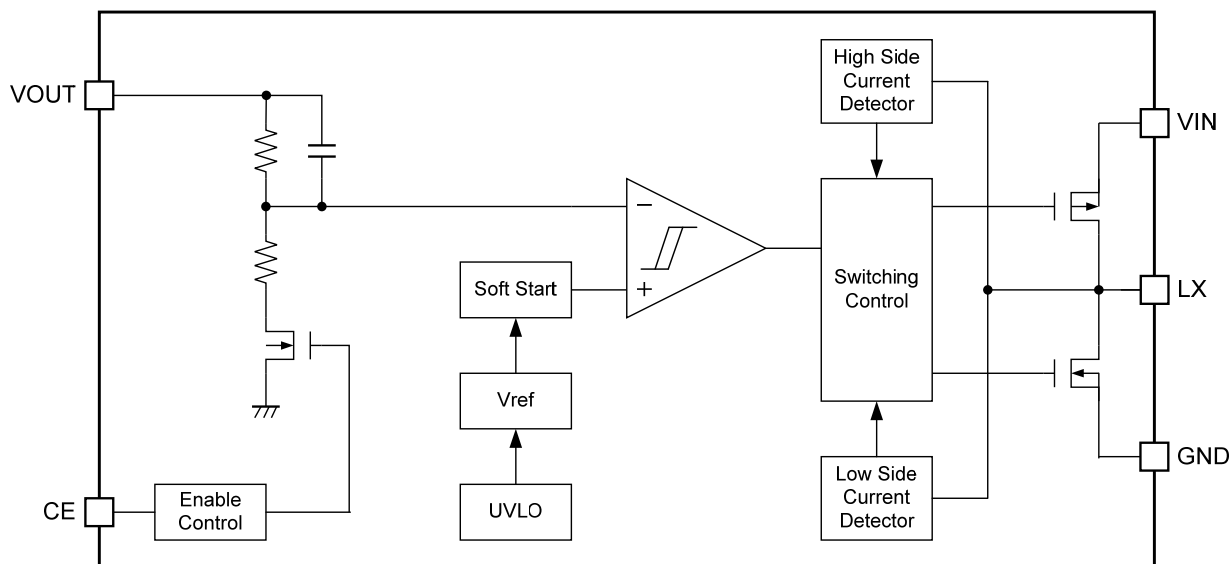 High Side
Current
Detector
VOUT
VIN
−
Soft Start
+
Switching
Control
LX
Vref
Low Side
Current
Detector
GND
CE
Enable
Control
UVLO